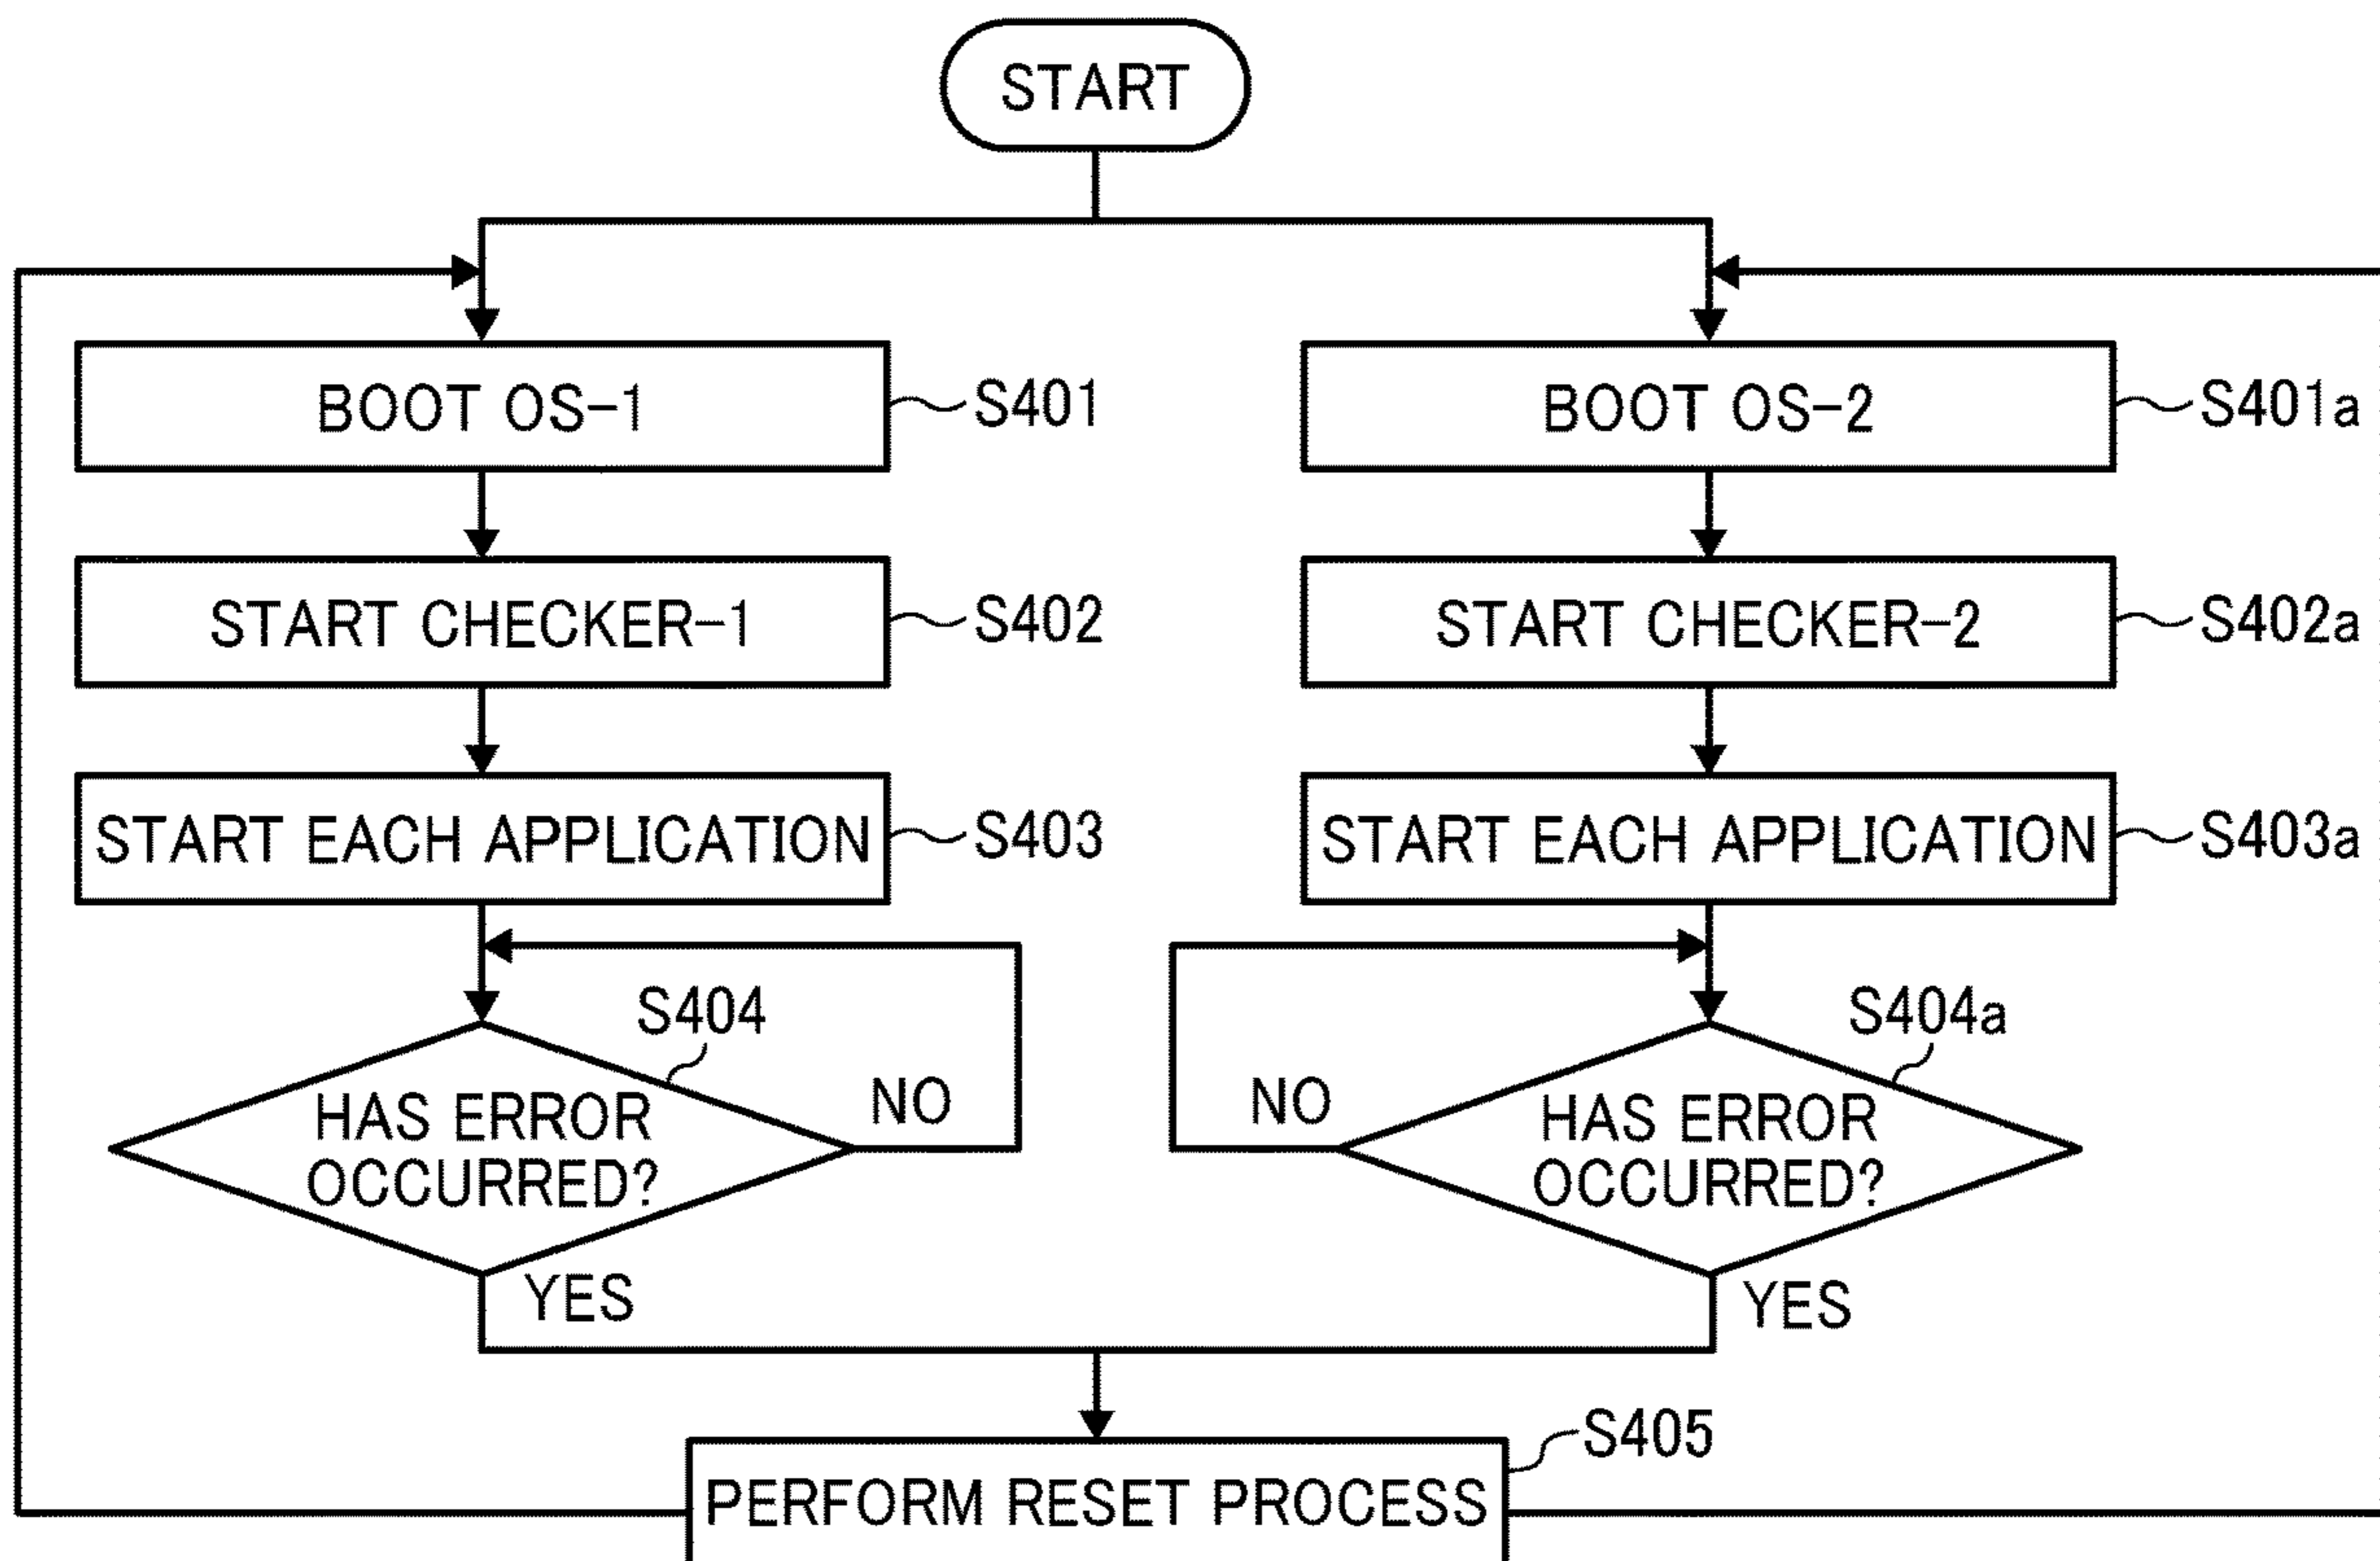 START
BOOT OS-1
S401
BOOT OS-2
S401a
START CHECKER-1
S402
START CHECKER-2
S402a
START EACH APPLICATION
S403
START EACH APPLICATION
S403a
S404
HAS ERROR
OCCURRED?
NO
YES
S404a
NO
HAS ERROR
OCCURRED?
YES
S405
PERFORM RESET PROCESS